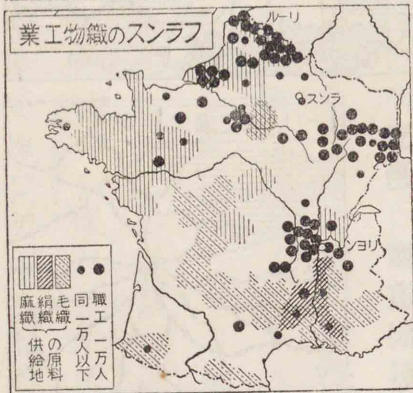 業工物織のスンラフ
ルーリ
スンラ
ンヨリ
職工一万人
同一万人以下
毛織
絹織
麻織
の原料
供給地